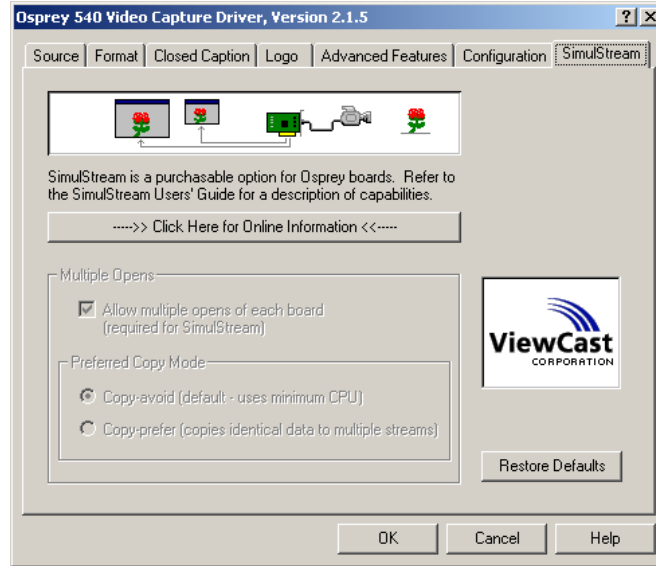 Osprey 540 Video Capture Driver, Version 2.1.5
Source Format Closed Caption Logo Advanced Features Configuration SimulStream
SimulStream is a purchasable option for Osprey boards. Refer to
the SimulStream Users' Guide for a description of capabilities.
----->> Click Here for Online Information <<-----
Multiple Opens
Allow multiple opens of each board
(required for SimulStream)
Preferred Copy Mode
Copy-avoid (default - uses minimum CPU)
Copy-prefer (copies identical data to multiple streams)
ViewCast
CORPORATION
Restore Defaults
OK Cancel Help